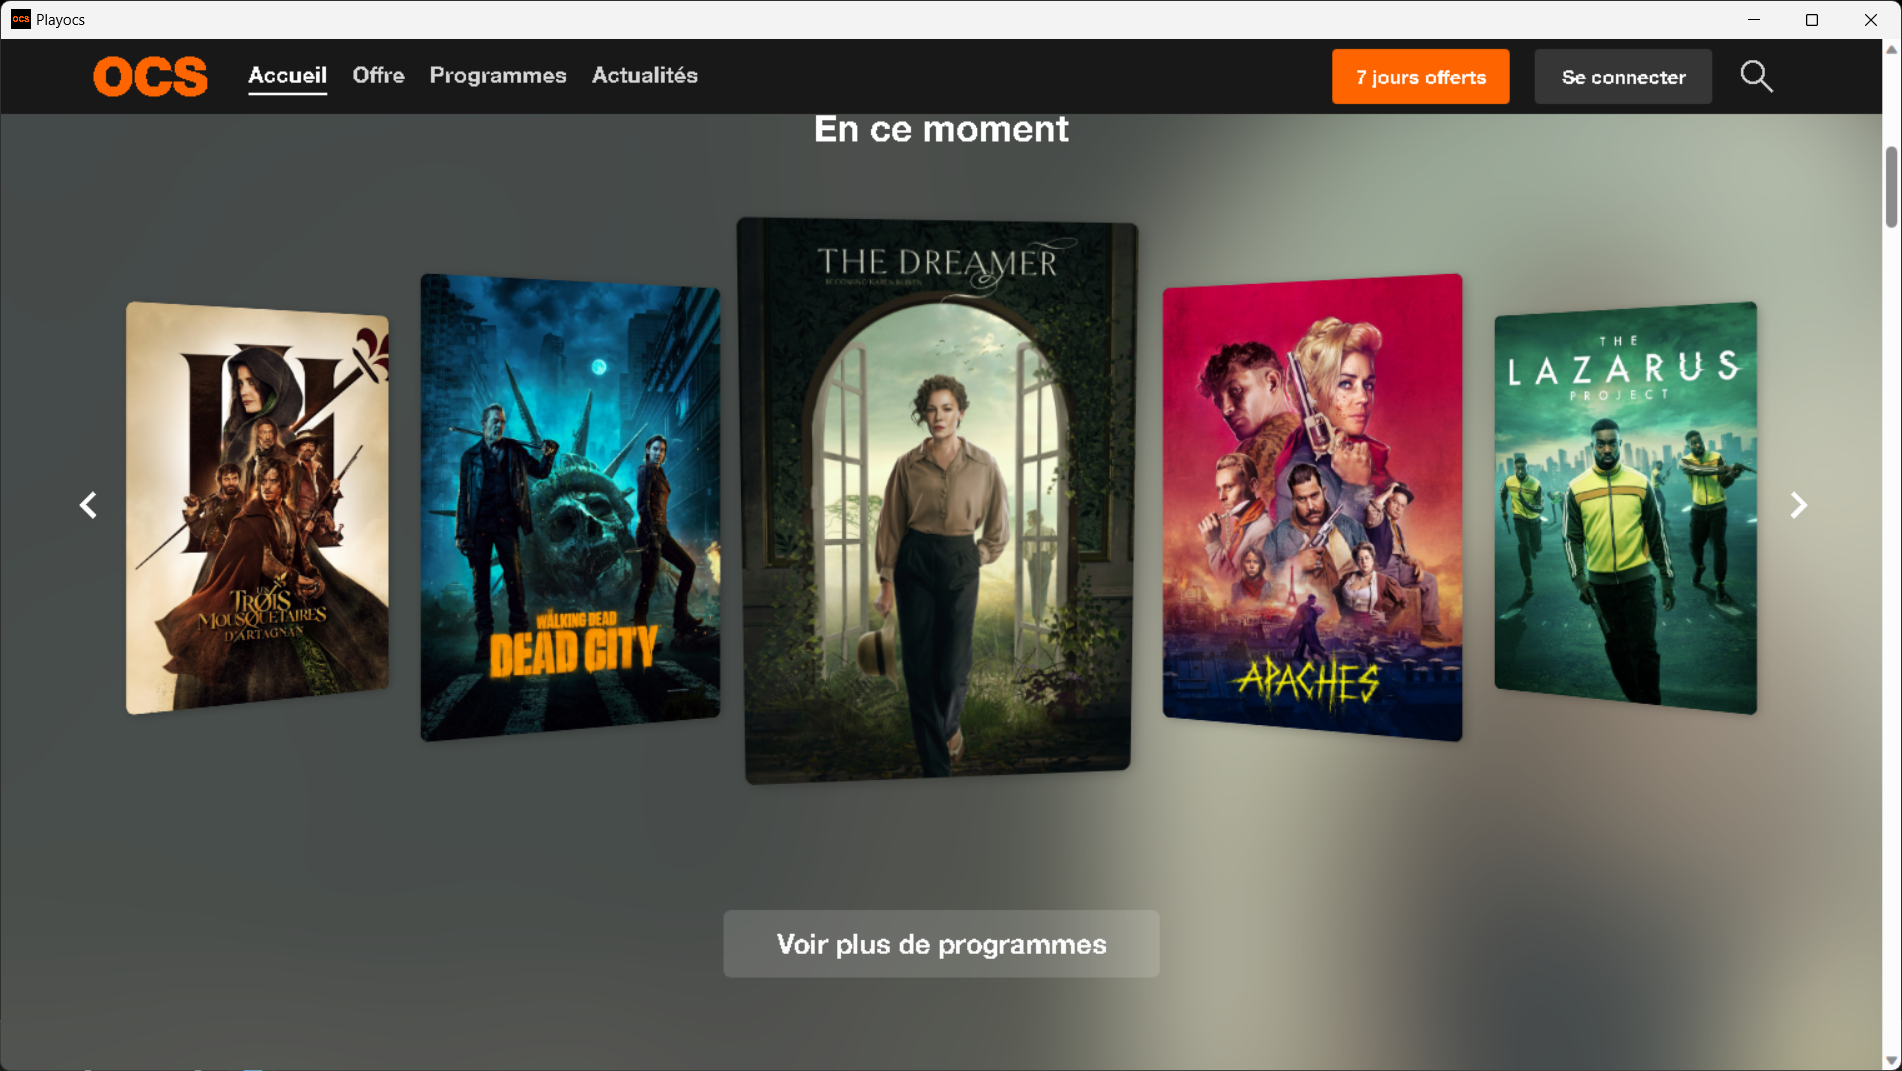 ocs Playocs
OCS Accueil Offre Programmes Actualités 7 jours offerts Se connecter
En ce moment
THE DREAMER
BECOMING KAREN BLIXEN
LES
TROIS
MOUSQUETAIRES
D'ARTAGNAN
THE
WALKING DEAD
DEAD CITY
APACHES
THE
LAZARUS
PROJECT
Voir plus de programmes